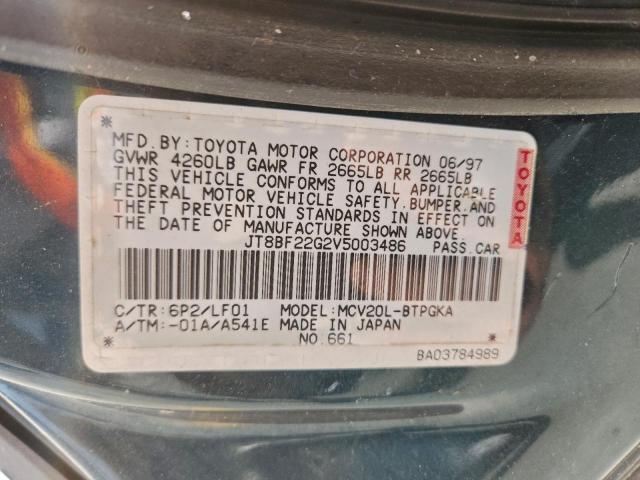 MFD. BY:TOYOTA MOTOR CORPORATION 06/97
GVWR 4260LB GAWR FR 2665LB RR 2665LB
THIS VEHICLE CONFORMS TO ALL APPLICABLE
FEDERAL MOTOR VEHICLE SAFETY, BUMPER, AND
THEFT PREVENTION STANDARDS IN EFFECT ON
THE DATE OF MANUFACTURE SHOWN ABOVE.
JT8BF22G2V5003486 PASS.CAR
TOYOTA
C/TR:6P2/LF01 MODEL:MCV20L-BTPGKA
A/TM:-01A/A541E MADE IN JAPAN
NO.661
BA03784989